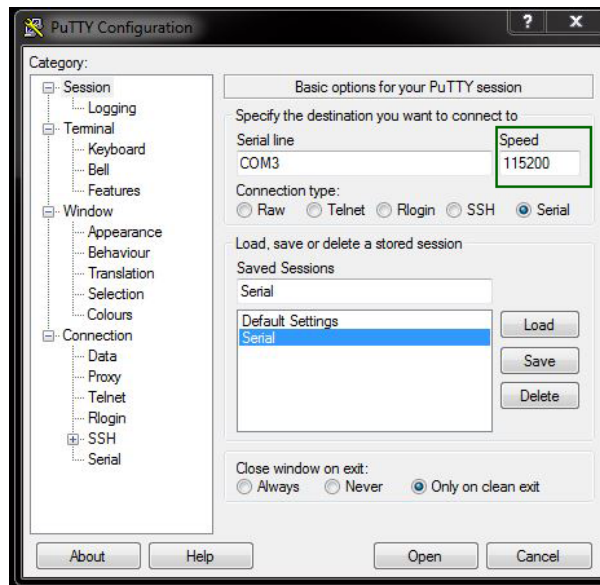 PuTTY Configuration
? X
Category:
Session
Logging
Terminal
Keyboard
Bell
Features
Window
Appearance
Behaviour
Translation
Selection
Colours
Connection
Data
Proxy
Telnet
Rlogin
SSH
Serial
Basic options for your PuTTY session
Specify the destination you want to connect to
Serial line Speed
COM3 115200
Connection type:
Raw Telnet Rlogin SSH Serial
Load, save or delete a stored session
Saved Sessions
Serial
Default Settings
Serial
Load
Save
Delete
Close window on exit:
Always Never Only on clean exit
About Help Open Cancel